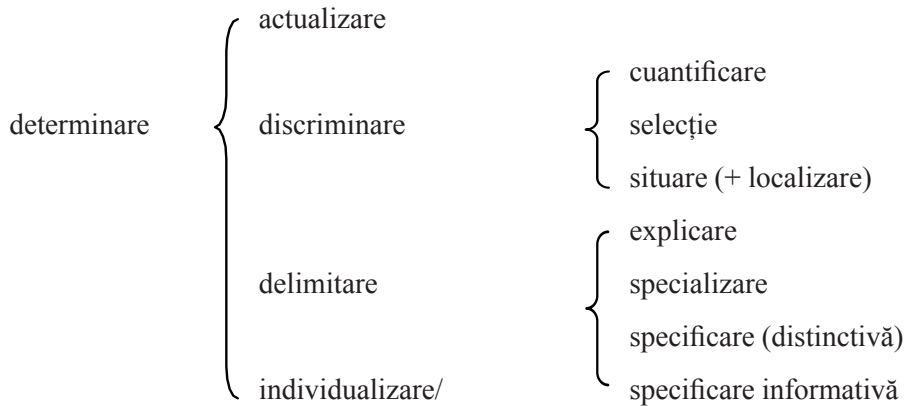 actualizare
cuantificare
determinare discriminare selecție
situare (+ localizare)
explicare
delimitare specializare
specificare (distinctivă)
individualizare/ specificare informativă